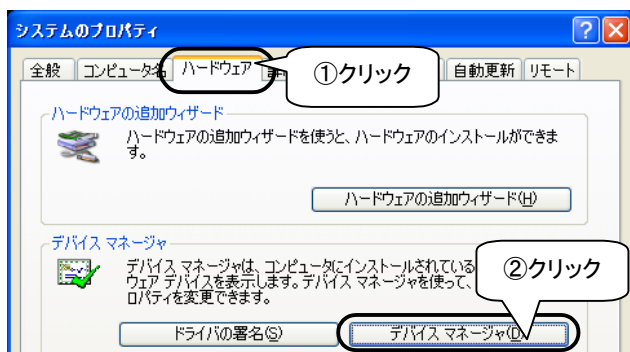 システムのプロパティ
全般 コンピュータ名 ハードウェア 自動更新 リモート
①クリック
ハードウェアの追加ウィザード
ハードウェアの追加ウィザードを使うと、ハードウェアのインストールができま
す。
ハードウェアの追加ウィザード(H)
デバイス マネージャ
デバイス マネージャは、コンピュータにインストールされている
ウェア デバイスを表示します。デバイス マネージャを使って、
ロパティを変更できます。
②クリック
ドライバの署名(S) デバイス マネージャ(D)